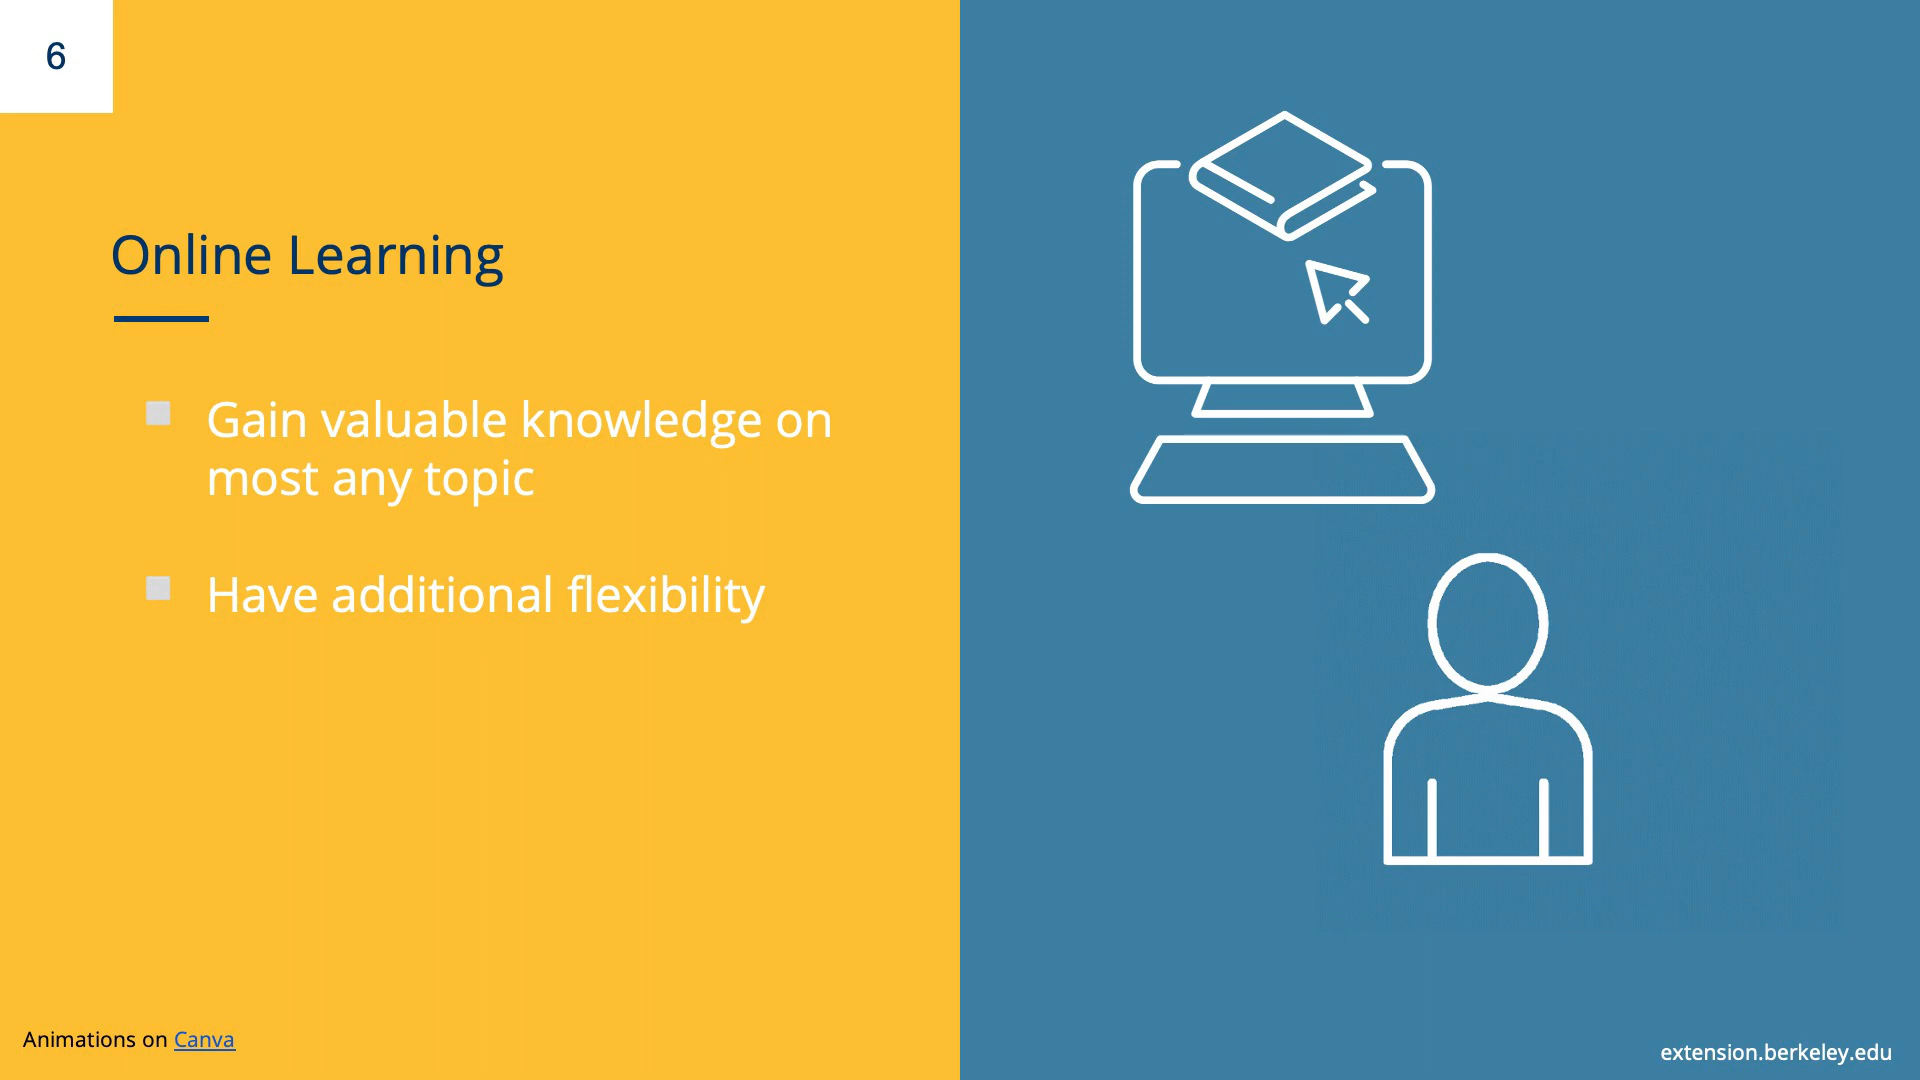 6
Online Learning
Gain valuable knowledge on
most any topic
Have additional flexibility
Animations on Canva
extension.berkeley.edu